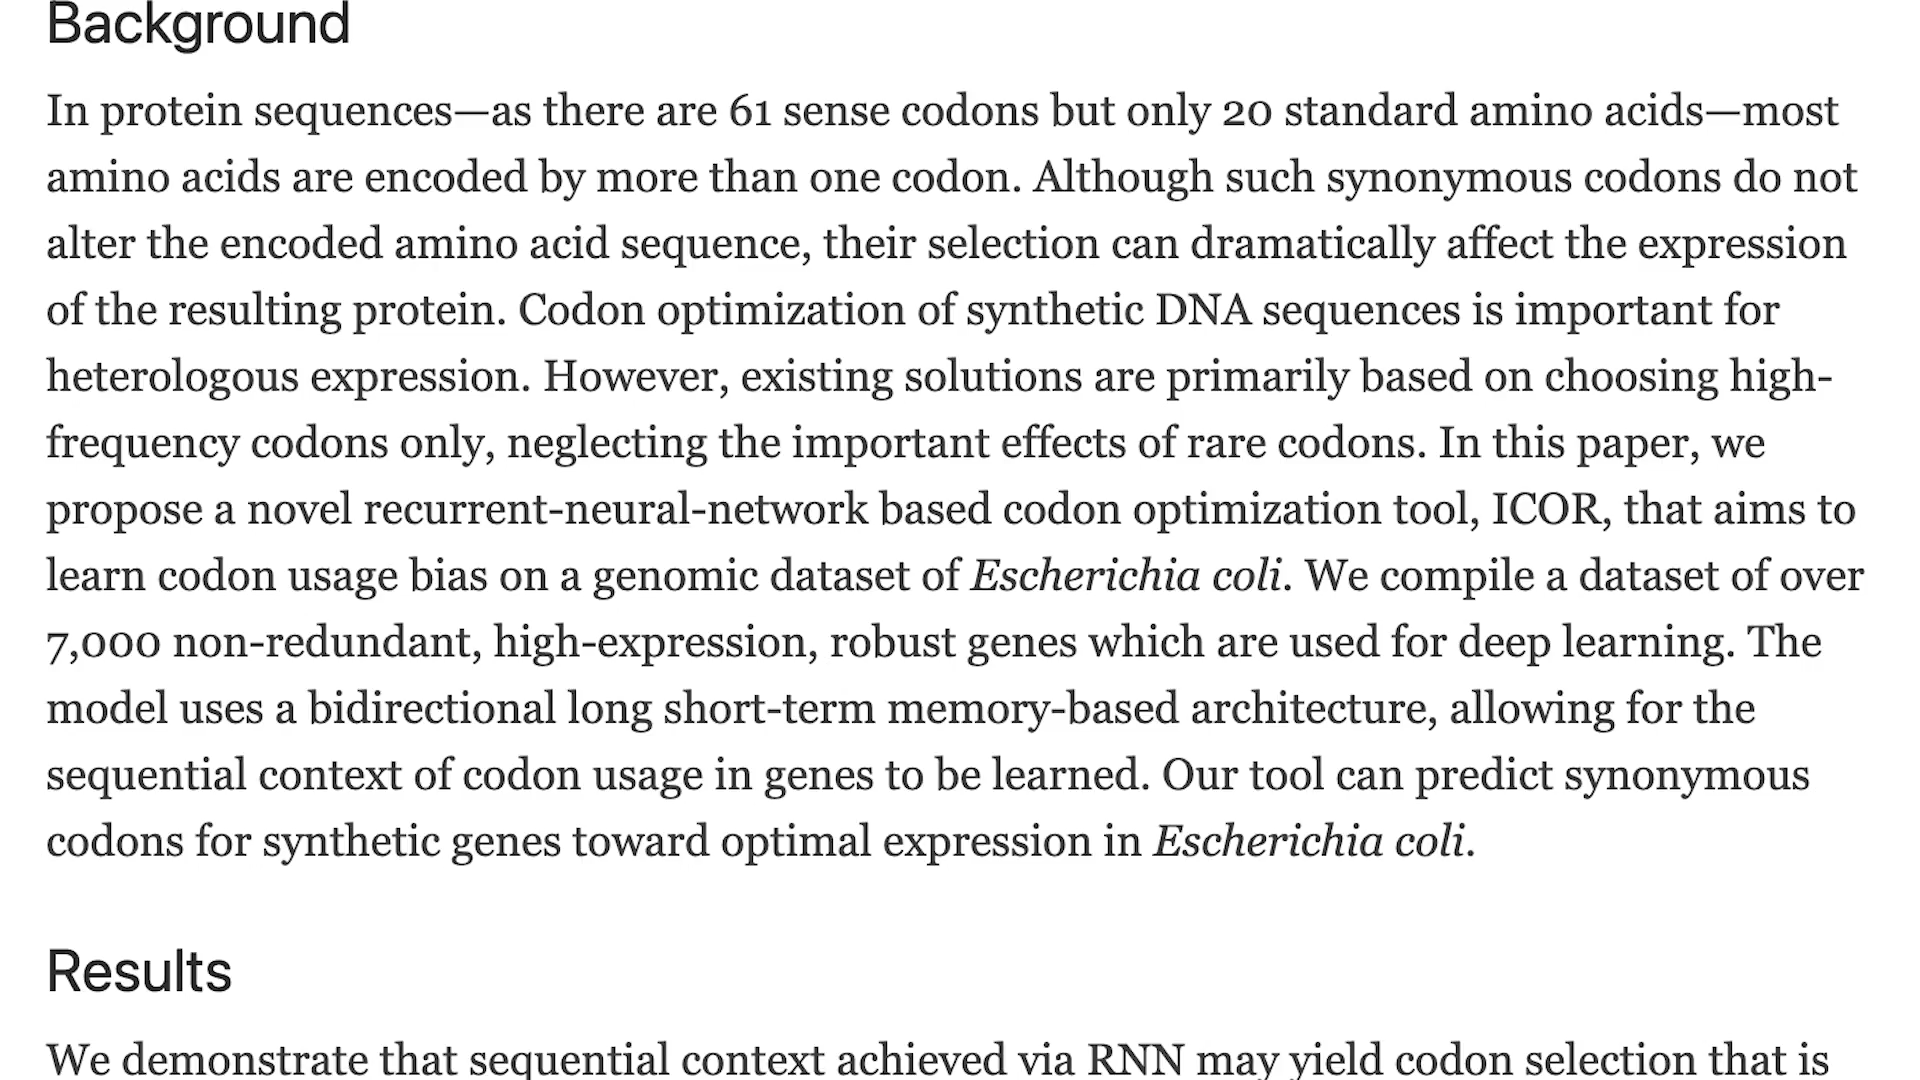 Background
In protein sequences—as there are 61 sense codons but only 20 standard amino acids—most
amino acids are encoded by more than one codon. Although such synonymous codons do not
alter the encoded amino acid sequence, their selection can dramatically affect the expression
of the resulting protein. Codon optimization of synthetic DNA sequences is important for
heterologous expression. However, existing solutions are primarily based on choosing high-
frequency codons only, neglecting the important effects of rare codons. In this paper, we
propose a novel recurrent-neural-network based codon optimization tool, ICOR, that aims to
learn codon usage bias on a genomic dataset of Escherichia coli. We compile a dataset of over
7,000 non-redundant, high-expression, robust genes which are used for deep learning. The
model uses a bidirectional long short-term memory-based architecture, allowing for the
sequential context of codon usage in genes to be learned. Our tool can predict synonymous
codons for synthetic genes toward optimal expression in Escherichia coli.
Results
We demonstrate that sequential context achieved via RNN may yield codon selection that is